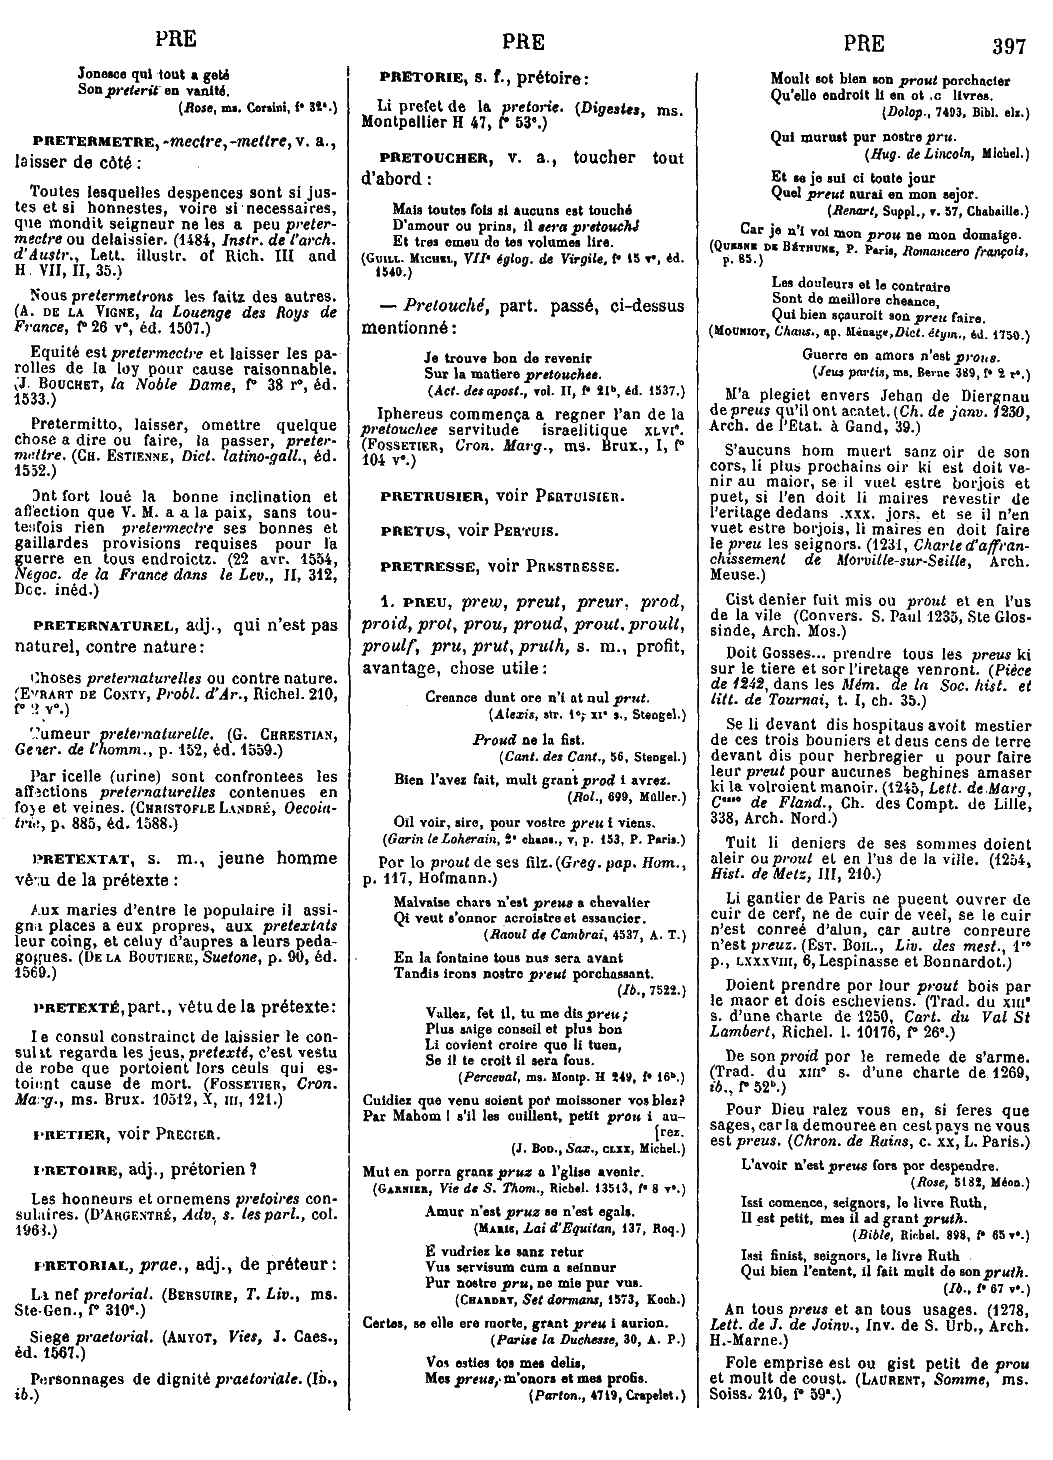 PRE
PRE
PRE
397
Jonesce qui tout a geté
Son preterit en vanité.
(Rose, ms. Corsini, f° 32ᵈ.)
PRETERMETRE, -mectre, -mettre, v. a.,
laisser de côté :
Toutes lesquelles despences sont si jus-
tes et si honnestes, voire si necessaires,
que mondit seigneur ne les a peu preter-
mectre ou delaissier. (1484, Instr. de l'arch.
d'Austr., Lett. illustr. of Rich. III and
H. VII, II, 35.)
Nous pretermetrons les faitz des autres.
(A. DE LA VIGNE, la Louenge des Roys de
France, f° 26 v°, éd. 1507.)
Equité est pretermectre et laisser les pa-
rolles de la loy pour cause raisonnable.
(J. BOUCHET, la Noble Dame, f° 38 r°, éd.
1533.)
Pretermitto, laisser, omettre quelque
chose a dire ou faire, la passer, preter-
mettre. (CH. ESTIENNE, Dict. latino-gall., éd.
1552.)
Ont fort loué la bonne inclination et
affection que V. M. a a la paix, sans tou-
tesfois rien pretermectre ses bonnes et
gaillardes provisions requises pour la
guerre en tous endroictz. (22 avr. 1554,
Negoc. de la France dans le Lev., II, 312,
Doc. inéd.)
PRETERNATUREL, adj., qui n'est pas
naturel, contre nature :
Choses preternaturelles ou contre nature.
(EVRART DE CONTY, Probl. d'Ar., Richel. 210,
f° 2 v°.)
Tumeur preternaturelle. (G. CHRESTIAN,
Gener. de l'homm., p. 152, éd. 1559.)
Par icelle (urine) sont confrontees les
affections preternaturelles contenues en
foye et veines. (CHRISTOFLE LANDRÉ, Oecoia-
trie, p. 885, éd. 1588.)
PRETEXTAT, s. m., jeune homme
vêtu de la prétexte :
Aux maries d'entre le populaire il assi-
gna places a eux propres, aux pretextats
leur coing, et celuy d'aupres a leurs peda-
gogues. (DE LA BOUTIERE, Suetone, p. 90, éd.
1569.)
PRETEXTÉ, part., vêtu de la prétexte :
Le consul constrainct de laissier le con-
sulat regarda les jeus, pretexté, c'est vestu
de robe que portoient lors ceuls qui es-
toient cause de mort. (FOSSETIER, Cron.
Marg., ms. Brux. 10512, X, III, 121.)
PRETIER, voir PRECIER.
PRETOIRE, adj., prétorien ?
Les honneurs et ornemens pretoires con-
sulaires. (D'ARGENTRÉ, Adv. s. les parl., col.
1963.)
PRETORIAL, prae., adj., de préteur :
La nef pretorial. (BERSUIRE, T. Liv., ms.
Ste-Gen., f° 310ᵉ.)
Siege praetorial. (AMYOT, Vies, J. Caes.,
éd. 1567.)
Personnages de dignité praetoriale. (Ib.,
ib.)
PRETORIE, s. f., prétoire :
Li prefet de la pretorie. (Digestes, ms.
Montpellier H 47, f° 53ᵉ.)
PRETOUCHER, v. a., toucher tout
d'abord :
Mais toutes fois si aucuns est touché
D'amour ou prins, il sera pretouché
Et tres emeu de tes volumes lire.
(GUILL. MICHEL, VIIᵉ églog. de Virgile, f° 15 v°, éd.
1540.)
— Pretouché, part. passé, ci-dessus
mentionné :
Je trouve bon de revenir
Sur la matiere pretouchee.
(Act. des apost., vol. II, f° 21ᵇ, éd. 1537.)
Iphereus commença a regner l'an de la
pretouchee servitude israelitique XLVIᵉ.
(FOSSETIER, Cron. Marg., ms. Brux., I, f°
104 v°.)
PRETRUSIER, voir PERTUISIER.
PRETUS, voir PERTUIS.
PRETRESSE, voir PRESTRESSE.
1. PREU, prew, preut, preur, prod,
proid, prot, prou, proud, prout, proult,
proulf, pru, prut, pruth, s. m., profit,
avantage, chose utile :
Creance dunt ore n'i at nul prut.
(Alexis, str. 1ᵉ, XIᵉ s., Stengel.)
Proud ne la fist.
(Cant. des Cant., 56, Stengel.)
Bien l'avez fait, mult grant prod i avrez.
(Rol., 699, Müller.)
Oïl voir, sire, pour vostre preu i viens.
(Garin le Loherain, 2ᵉ chans., v, p. 153, P. Paris.)
Por lo prout de ses filz. (Greg. pap. Hom.,
p. 117, Hofmann.)
Malvaise chars n'est preus a chevalier
Qi veut s'onnor acroistre et essancier.
(Raoul de Cambrai, 4537, A. T.)
En la fontaine tous nus sera avant
Tandis irons nostre preut porchassant.
(Ib., 7522.)
Vallez, fet il, tu me dis preu ;
Plus saige conseil et plus bon
Li covient croire que li tuen,
Se il te croit il sera fous.
(Perceval, ms. Montp. H 249, f° 16ᵇ.)
Cuidiez que venu soient por moissoner vos blez ?
Par Mahom ! s'il les cuillent, petit prou i au-
[rez.
(J. BOD., Sax., CLXX, Michel.)
Mut en porra granz pruz a l'glise avenir.
(GARNIER, Vie de S. Thom., Richel. 13513, f° 8 v°.)
Amur n'est pruz se n'est egals.
(MARIE, Lai d'Equitan, 137, Roq.)
E vudriez ke sanz retur
Vus servisum cum a seinnur
Pur nostre pru, ne mie pur vus.
(CHARDRY, Set dormans, 1573, Koch.)
Certes, se elle ere morte, grant preu i aurion.
(Parise la Duchesse, 30, A. P.)
Vos esties tos mes delis,
Mes preus, m'onors et mes profis.
(Parton., 4719, Crapelet.)
Moult sot bien son prout porchacier
Qu'elle endroit li en ot .c livres.
(Dolop., 7493, Bibl. elz.)
Qui murust pur nostre pru.
(Hug. de Lincoln, Michel.)
Et se je sui ci toute jour
Quel preut aurai en mon sejor.
(Renart, Suppl., v. 57, Chabaille.)
Car je n'i voi mon prou ne mon domaige.
(QUESNE DE BÉTHUNE, P. Paris, Romancero françois,
p. 85.)
Les douleurs et le contraire
Sont de meillore cheance,
Qui bien sçauroit son preu faire.
(MOUNIOT, Chans., ap. Ménage, Dict. étym., éd. 1750.)
Guerre en amors n'est prous.
(Jeus partis, ms. Berne 389, f° 2 r°.)
M'a plegiet envers Jehan de Diergnau
de preus qu'il ont acatet. (Ch. de janv. 1230,
Arch. de l'Etat. à Gand, 39.)
S'aucuns hom muert sanz oir de son
cors, li plus prochains oir ki est doit ve-
nir au maior, se il vuet estre borjois et
puet, si l'en doit li maires revestir de
l'eritage dedans .xxx. jors. et se il n'en
vuet estre borjois, li maires en doit faire
le preu les seignors. (1231, Charte d'affran-
chissement de Morville-sur-Seille, Arch.
Meuse.)
Cist denier fuit mis ou prout et en l'us
de la vile (Convers. S. Paul 1235, Ste Glos-
sinde, Arch. Mos.)
Doit Gosses... prendre tous les preus ki
sur le tiere et sor l'iretage venront. (Pièce
de 1242, dans les Mém. de la Soc. hist. et
litt. de Tournai, t. I, ch. 35.)
Se li devant dis hospitaus avoit mestier
de ces trois bouniers et deus cens de terre
devant dis pour herbregier u pour faire
leur preut pour aucunes beghines amaser
ki la volroient manoir. (1245, Lett. de Marg,
Cᵗᵉˢˢᵉ de Fland., Ch. des Compt. de Lille,
338, Arch. Nord.)
Tuit li deniers de ses sommes doient
aleir ou prout et en l'us de la ville. (1254,
Hist. de Metz, III, 210.)
Li gantier de Paris ne pueent ouvrer de
cuir de cerf, ne de cuir de veel, se le cuir
n'est conreé d'alun, car autre conreure
n'est preuz. (EST. BOIL., Liv. des mest., 1ʳᵉ
p., LXXXVIII, 6, Lespinasse et Bonnardot.)
Doient prendre por lour prout bois par
le maor et dois escheviens. (Trad. du XIIIᵉ
s. d'une charte de 1250, Cart. du Val St
Lambert, Richel. l. 10176, f° 26ᵉ.)
De son proid por le remede de s'arme.
(Trad. du XIIIᵉ s. d'une charte de 1269,
ib., f° 52ᵇ.)
Pour Dieu ralez vous en, si feres que
sages, car la demouree en cest pays ne vous
est preus. (Chron. de Rains, c. XX, L. Paris.)
L'avoir n'est preus fors por despendre.
(Rose, 5182, Méon.)
Issi comence, seignors, le livre Ruth,
Il est petit, mes il ad grant pruth.
(Bible, Richel. 898, f° 65 v°.)
Issi finist, seignors, le livre Ruth
Qui bien l'entent, il fait mult de son pruth.
(Ib., f° 67 v°.)
An tous preus et an tous usages. (1278,
Lett. de J. de Joinv., Inv. de S. Urb., Arch.
H.-Marne.)
Fole emprise est ou gist petit de prou
et moult de coust. (LAURENT, Somme, ms.
Soiss. 210, f° 59ᵉ.)